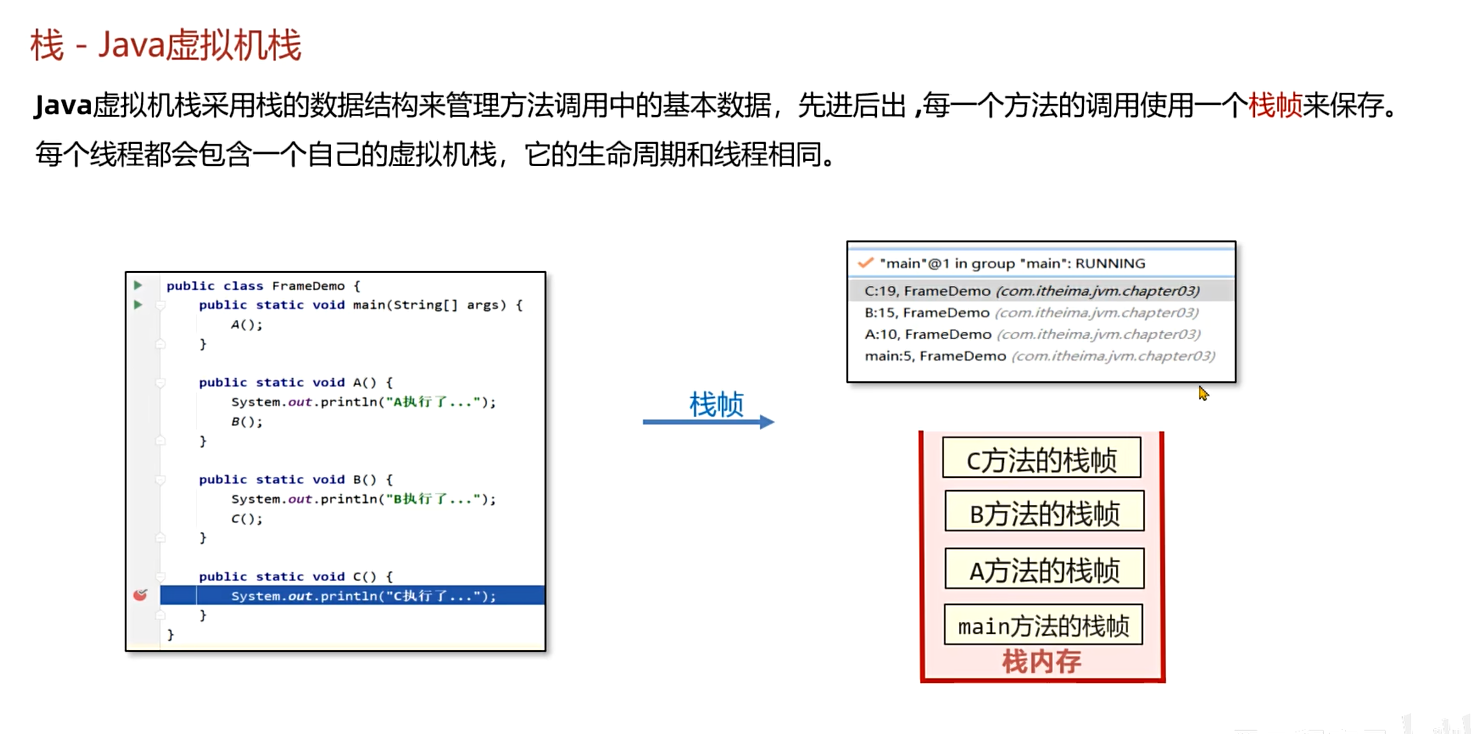 栈 - Java虚拟机栈
Java虚拟机栈采用栈的数据结构来管理方法调用中的基本数据，先进后出 ,每一个方法的调用使用一个栈帧来保存。
每个线程都会包含一个自己的虚拟机栈，它的生命周期和线程相同。
public class FrameDemo {
public static void main(String[] args) {
A();
}
public static void A() {
System.out.println("A执行了...");
B();
}
public static void B() {
System.out.println("B执行了...");
C();
}
public static void C() {
System.out.println("C执行了...");
}
}
栈帧
"main"@1 in group "main": RUNNING
C:19, FrameDemo (com.itheima.jvm.chapter03)
B:15, FrameDemo (com.itheima.jvm.chapter03)
A:10, FrameDemo (com.itheima.jvm.chapter03)
main:5, FrameDemo (com.itheima.jvm.chapter03)
C方法的栈帧
B方法的栈帧
A方法的栈帧
main方法的栈帧
栈内存